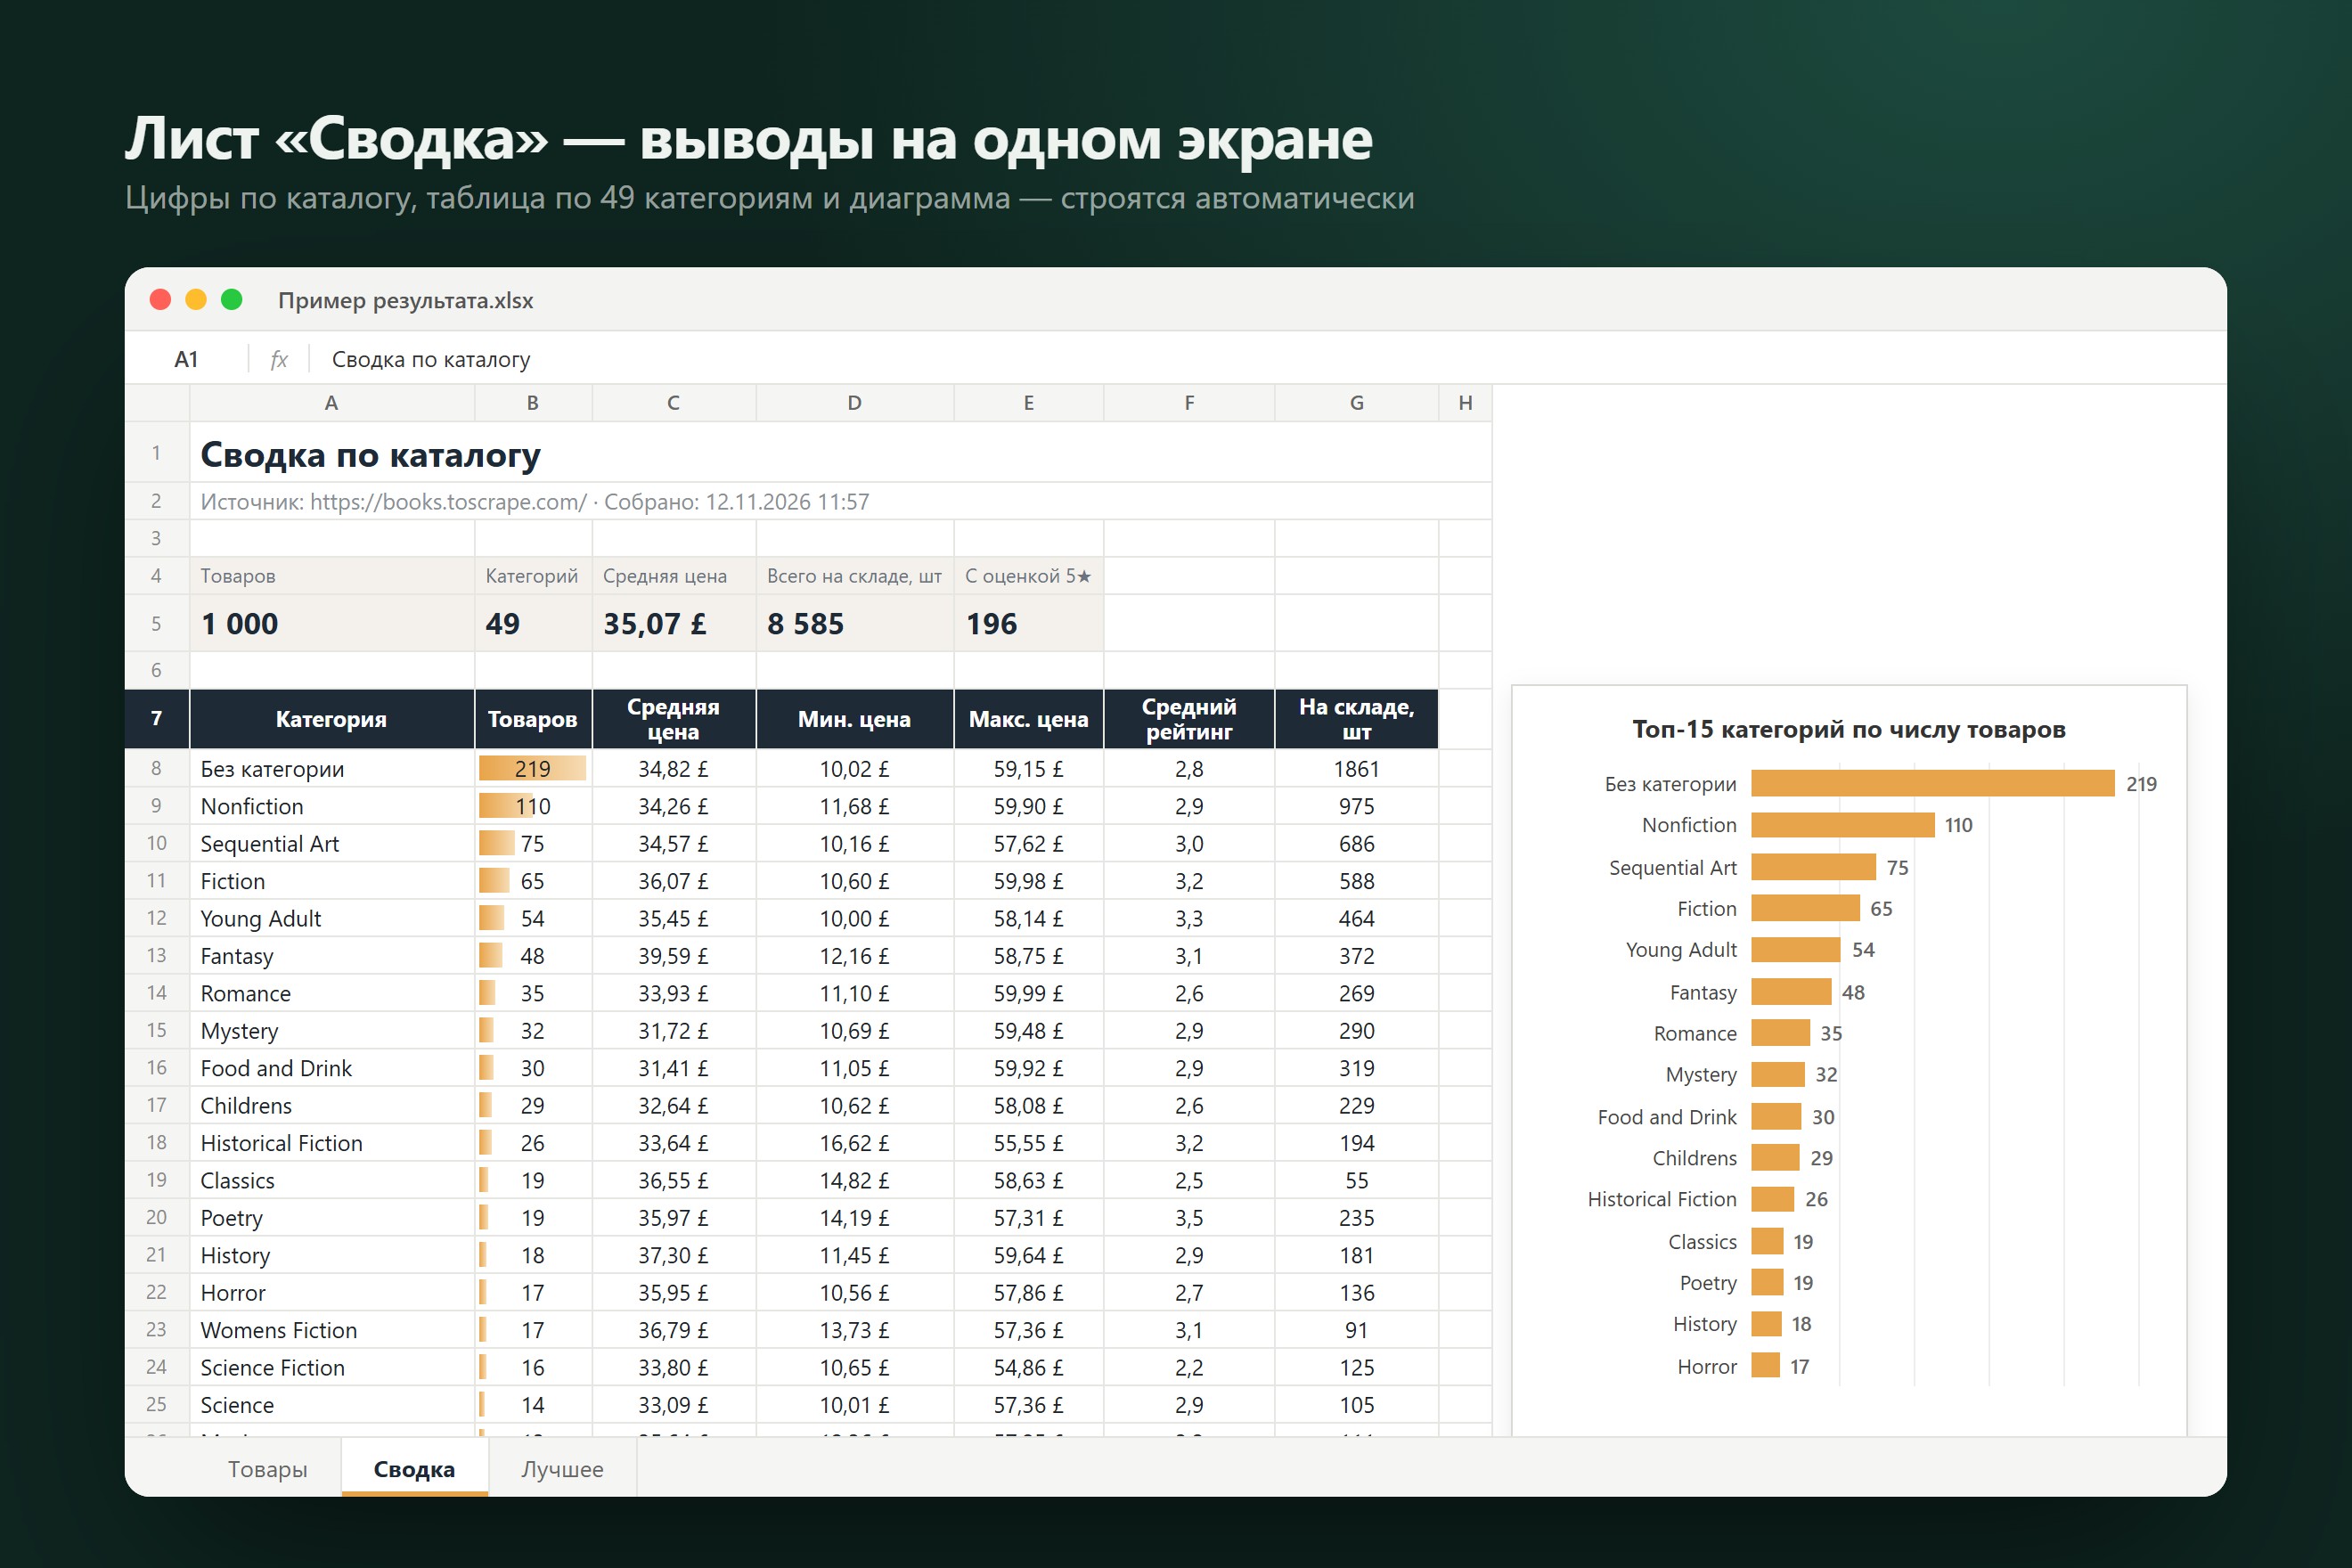 Лист «Сводка» — выводы на одном экране
Цифры по каталогу, таблица по 49 категориям и диаграмма — строятся автоматически
Пример результата.xlsx
A1 fx Сводка по каталогу
A B C D E F G H
1 Сводка по каталогу
2 Источник: https://books.toscrape.com/ · Собрано: 12.11.2026 11:57
3
4 Товаров Категорий Средняя цена Всего на складе, шт С оценкой 5★
5 1 000 49 35,07 £ 8 585 196
6
7 Категория Товаров Средняя цена Мин. цена Макс. цена Средний рейтинг На складе, шт
8 Без категории 219 34,82 £ 10,02 £ 59,15 £ 2,8 1861
9 Nonfiction 110 34,26 £ 11,68 £ 59,90 £ 2,9 975
10 Sequential Art 75 34,57 £ 10,16 £ 57,62 £ 3,0 686
11 Fiction 65 36,07 £ 10,60 £ 59,98 £ 3,2 588
12 Young Adult 54 35,45 £ 10,00 £ 58,14 £ 3,3 464
13 Fantasy 48 39,59 £ 12,16 £ 58,75 £ 3,1 372
14 Romance 35 33,93 £ 11,10 £ 59,99 £ 2,6 269
15 Mystery 32 31,72 £ 10,69 £ 59,48 £ 2,9 290
16 Food and Drink 30 31,41 £ 11,05 £ 59,92 £ 2,9 319
17 Childrens 29 32,64 £ 10,62 £ 58,08 £ 2,6 229
18 Historical Fiction 26 33,64 £ 16,62 £ 55,55 £ 3,2 194
19 Classics 19 36,55 £ 14,82 £ 58,63 £ 2,5 55
20 Poetry 19 35,97 £ 14,19 £ 57,31 £ 3,5 235
21 History 18 37,30 £ 11,45 £ 59,64 £ 2,9 181
22 Horror 17 35,95 £ 10,56 £ 57,86 £ 2,7 136
23 Womens Fiction 17 36,79 £ 13,73 £ 57,36 £ 3,1 91
24 Science Fiction 16 33,80 £ 10,65 £ 54,86 £ 2,2 125
25 Science 14 33,09 £ 10,01 £ 57,36 £ 2,9 105
Топ-15 категорий по числу товаров
Без категории 219
Nonfiction 110
Sequential Art 75
Fiction 65
Young Adult 54
Fantasy 48
Romance 35
Mystery 32
Food and Drink 30
Childrens 29
Historical Fiction 26
Classics 19
Poetry 19
History 18
Horror 17
Товары Сводка Лучшее